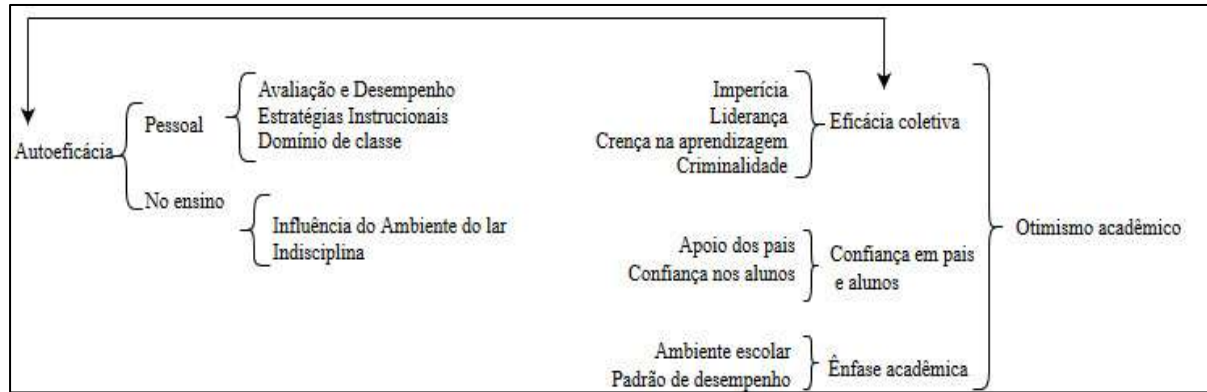 Avaliação e Desempenho
Estratégias Instrucionais
Domínio de classe
Pessoal
Autoeficácia
No ensino
Influência do Ambiente do lar
Indisciplina
Imperícia
Liderança
Crença na aprendizagem
Criminalidade
Eficácia coletiva
Apoio dos pais
Confiança nos alunos
Confiança em pais
e alunos
Ambiente escolar
Padrão de desempenho
Ênfase acadêmica
Otimismo acadêmico